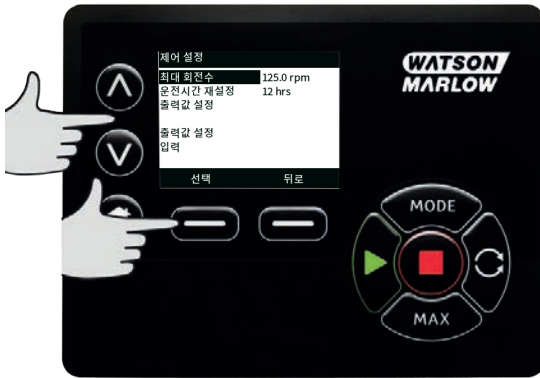 제어 설정
최대 회전수 125.0 rpm
운전시간 재설정 12 hrs
출력값 설정
출력값 설정
입력
선택 뒤로
WATSON
MARLOW
MODE
MAX